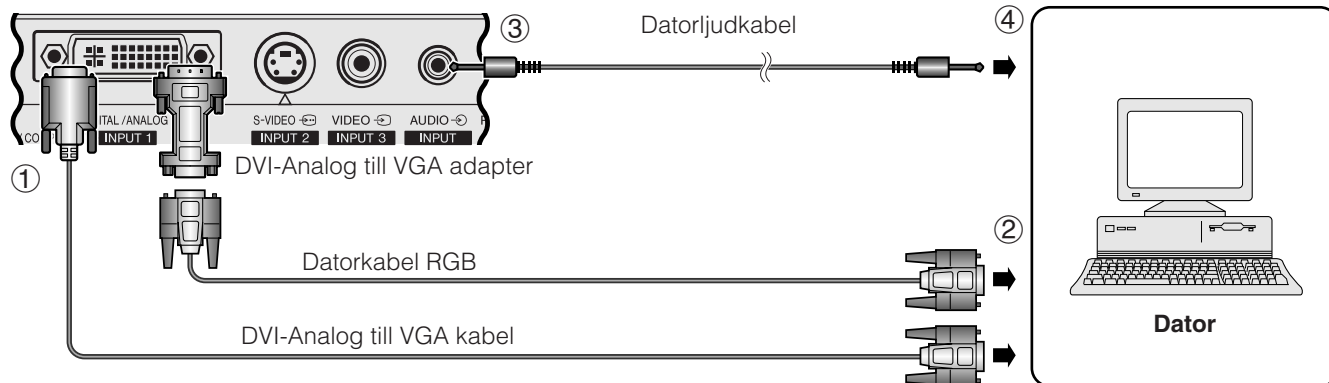 ③
Datorljudkabel
④
ITAL /ANALOG
INPUT 1
S-VIDEO
INPUT 2
VIDEO
INPUT 3
AUDIO
INPUT
DVI-Analog till VGA adapter
①
②
Datorkabel RGB
DVI-Analog till VGA kabel
Dator